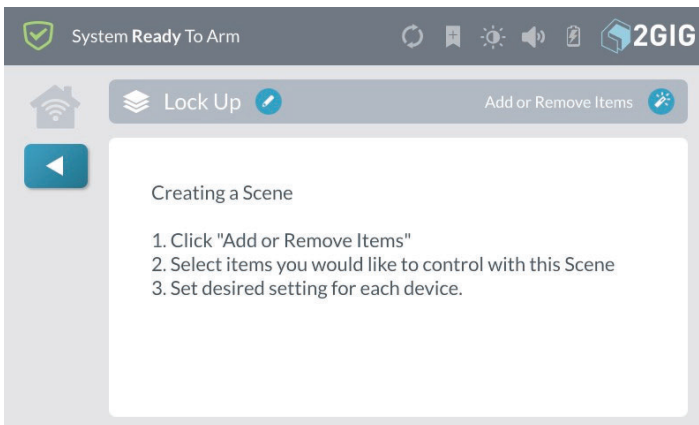 System Ready To Arm
2GIG
Lock Up
Add or Remove Items
Creating a Scene
1. Click "Add or Remove Items"
2. Select items you would like to control with this Scene
3. Set desired setting for each device.